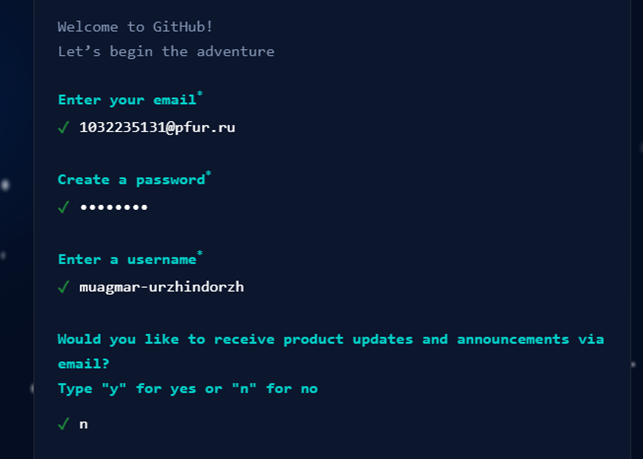 Welcome to GitHub!
Let’s begin the adventure
Enter your email*
✓ 1032235131@pfur.ru
Create a password*
✓ ••••••••
Enter a username*
✓ muagmar-urzhindorzh
Would you like to receive product updates and announcements via
email?
Type "y" for yes or "n" for no
✓ n